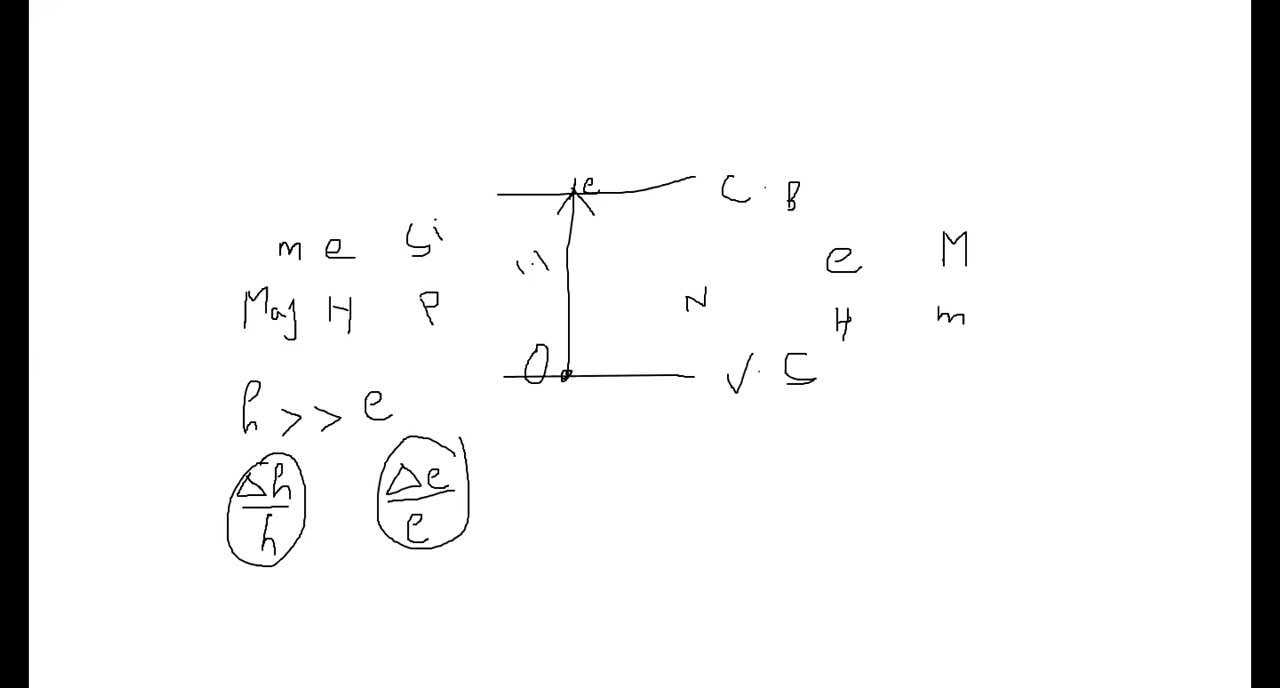 e C.B
m e Si e M
Maj H P N H m
O V.
h >> e
Δh/h Δe/e